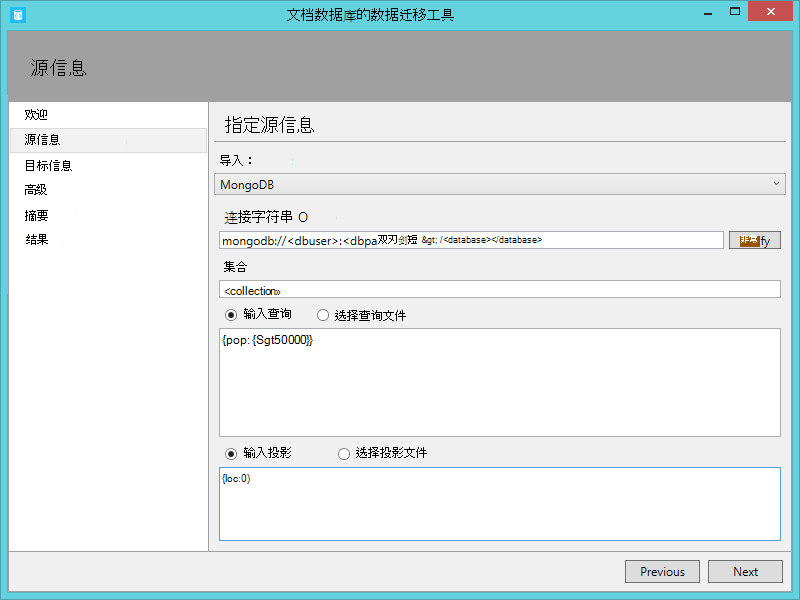 文档数据库的数据迁移工具
源信息
欢迎
源信息
目标信息
高级
摘要
结果
指定源信息
导入：
MongoDB
连接字符串 O
mongodb://<dbuser>:<dbpa双刃剑短 &gt; /<database></database>
非常fy
集合
<collection»
输入查询 选择查询文件
{pop: {Sgt50000}}
输入投影 选择投影文件
{loc:0)
Previous Next